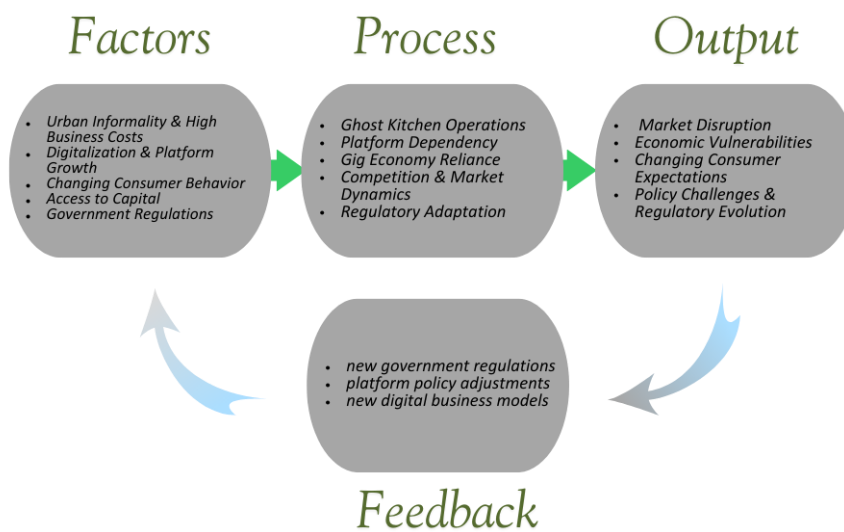 Factors
Process
Output
• Urban Informality & High
Business Costs
• Digitalization & Platform
Growth
• Changing Consumer Behavior
• Access to Capital
• Government Regulations
• Ghost Kitchen Operations
• Platform Dependency
• Gig Economy Reliance
• Competition & Market
Dynamics
• Regulatory Adaptation
• Market Disruption
• Economic Vulnerabilities
• Changing Consumer
Expectations
• Policy Challenges &
Regulatory Evolution
• new government regulations
• platform policy adjustments
• new digital business models
Feedback